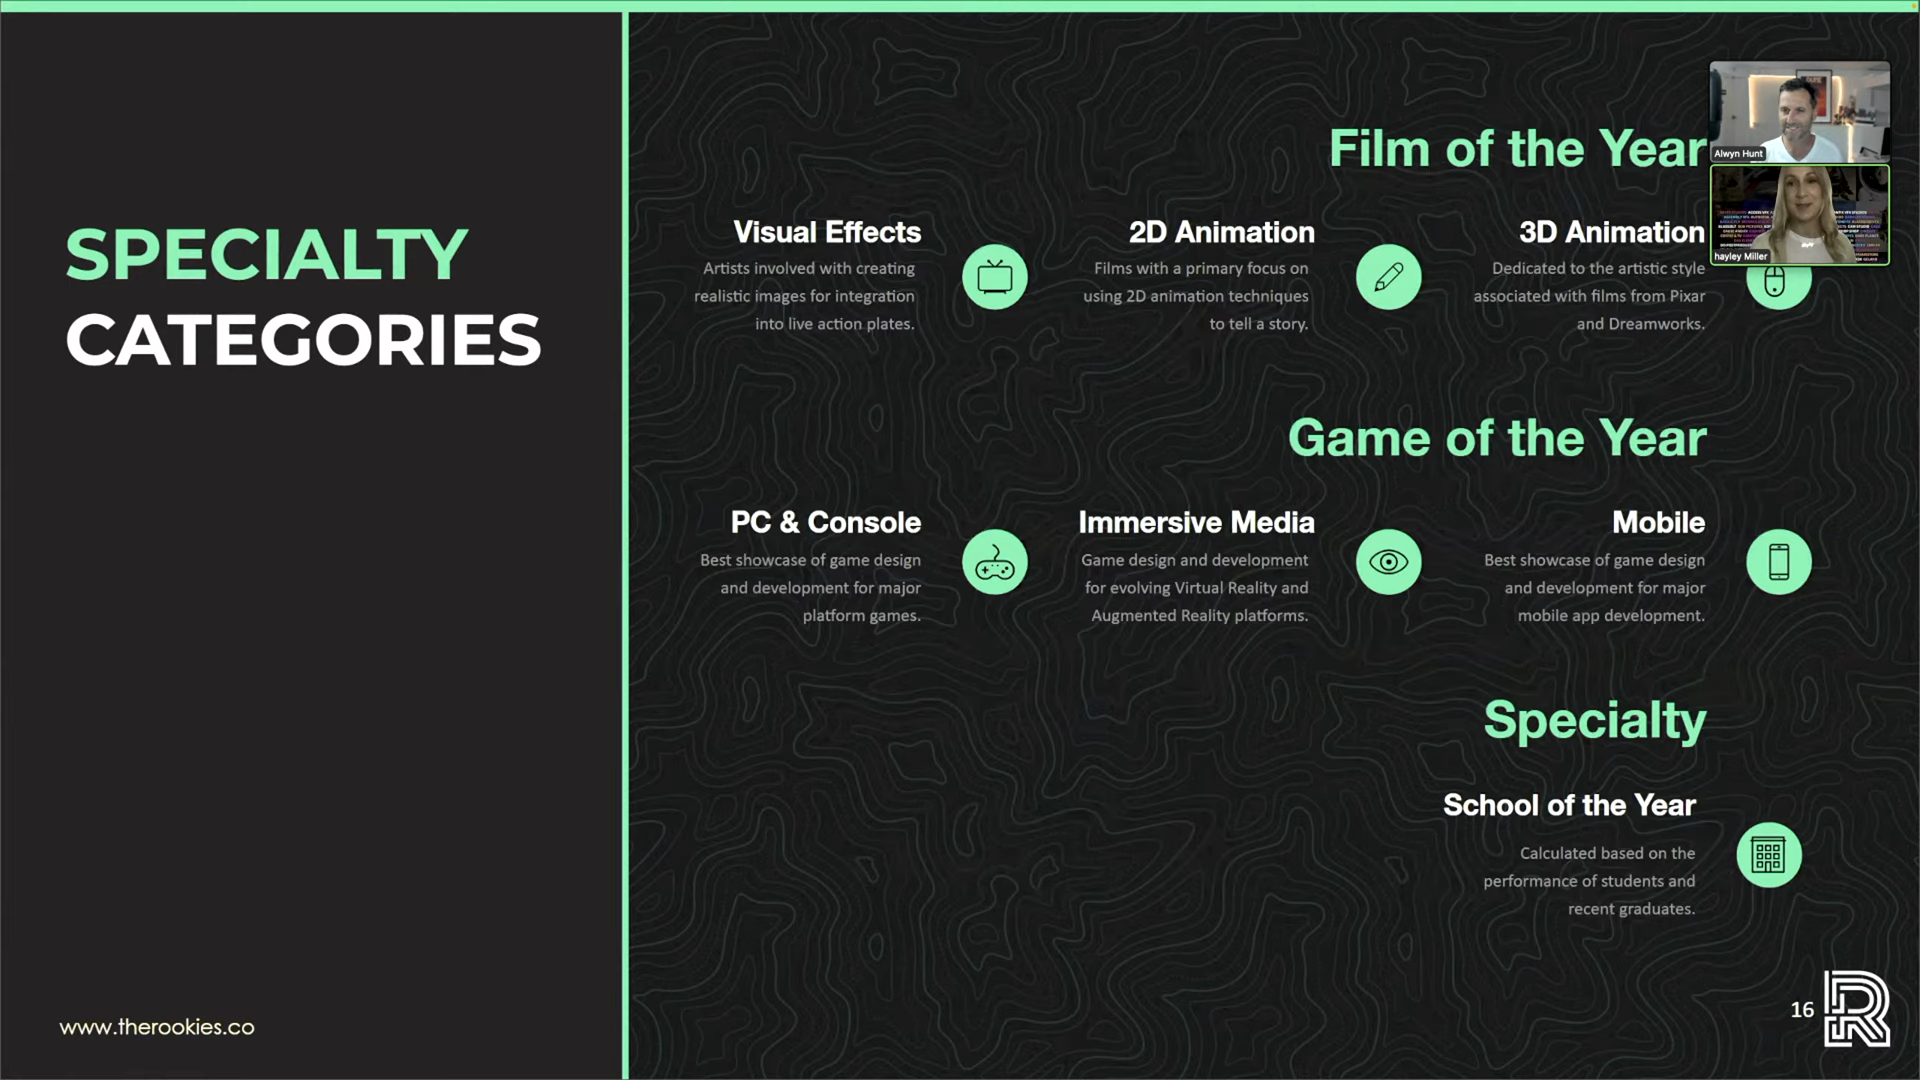 SPECIALTY
CATEGORIES
www.therookies.co
Film of the Year
Visual Effects
Artists involved with creating
realistic images for integration
into live action plates.
2D Animation
Films with a primary focus on
using 2D animation techniques
to tell a story.
3D Animation
Dedicated to the artistic style
associated with films from Pixar
and Dreamworks.
Game of the Year
PC & Console
Best showcase of game design
and development for major
platform games.
Immersive Media
Game design and development
for evolving Virtual Reality and
Augmented Reality platforms.
Mobile
Best showcase of game design
and development for major
mobile app development.
Specialty
School of the Year
Calculated based on the
performance of students and
recent graduates.
16
Alwyn Hunt
hayley Miller